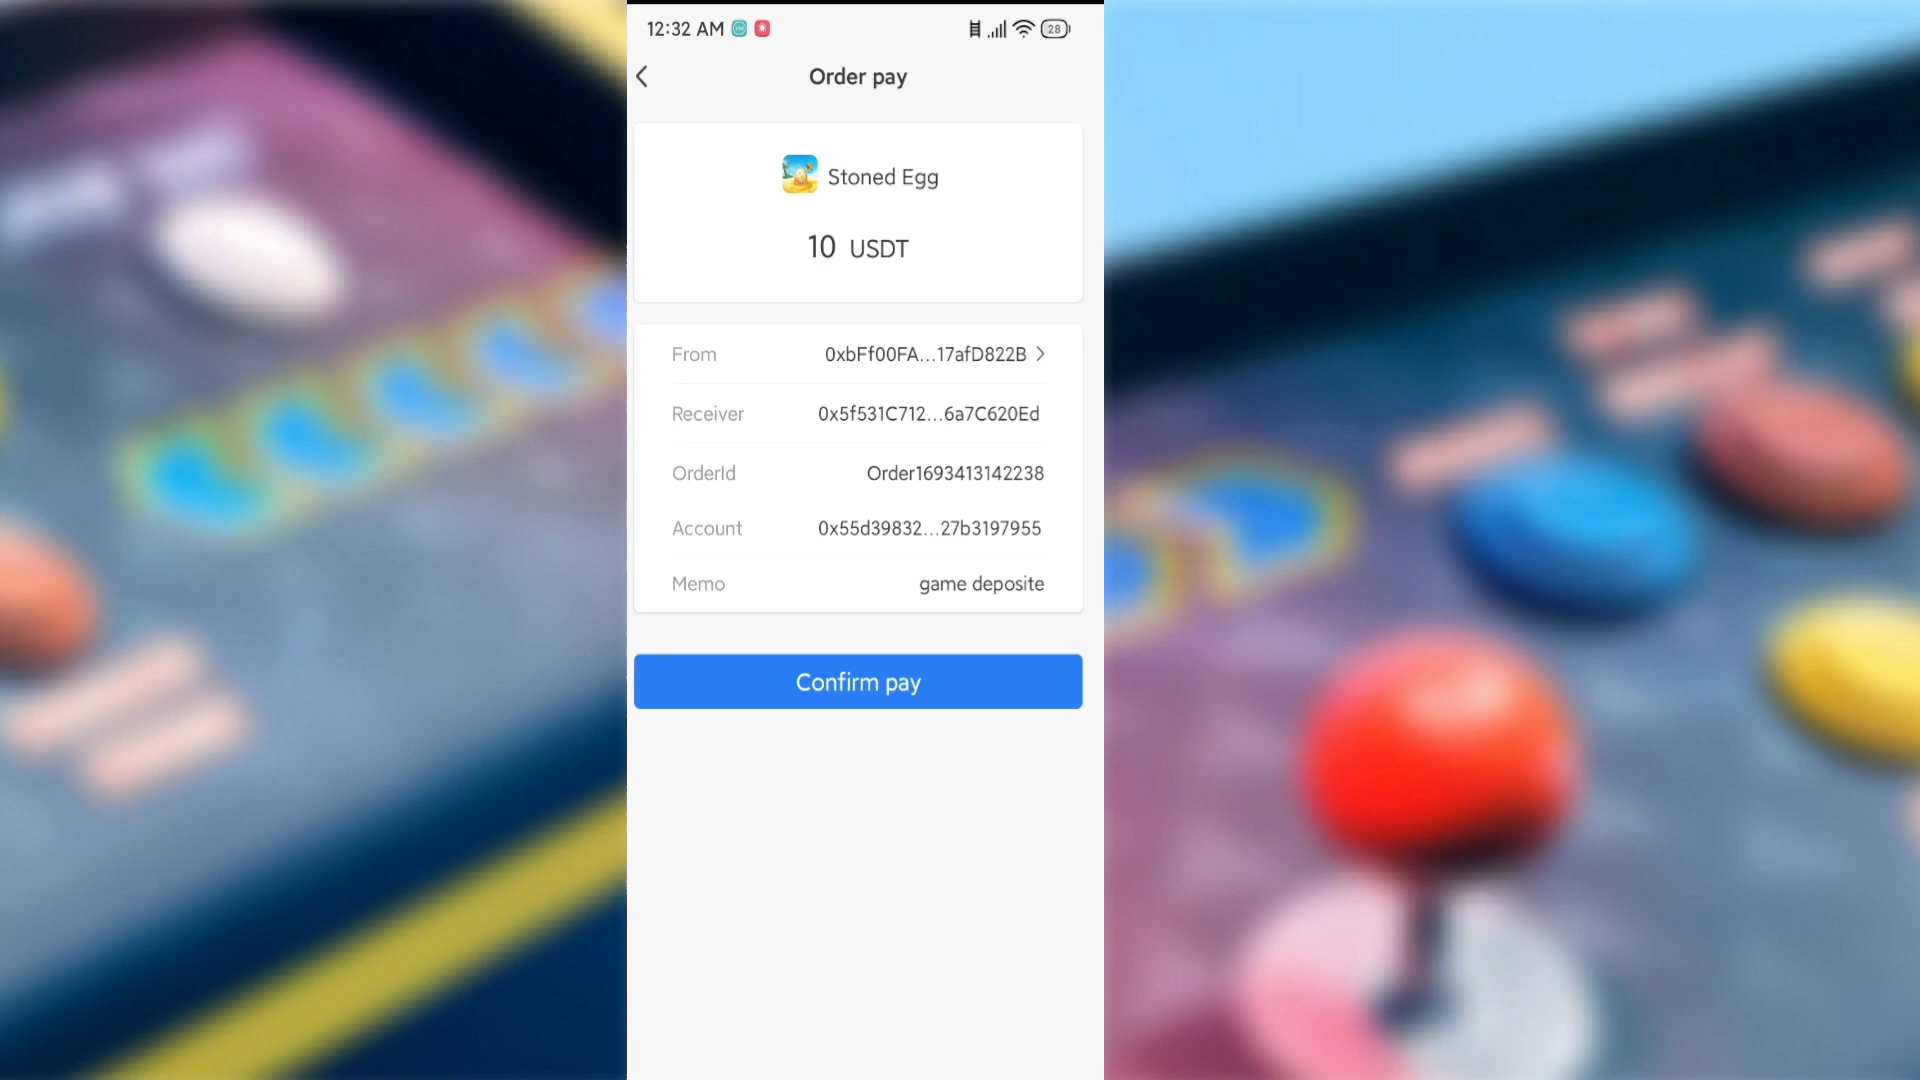 12:32 AM
28
Order pay
Stoned Egg
10 USDT
From 0xbFf00FA...17afD822B
Receiver 0x5f531C712...6a7C620Ed
OrderId Order1693413142238
Account 0x55d39832...27b3197955
Memo game deposite
Confirm pay